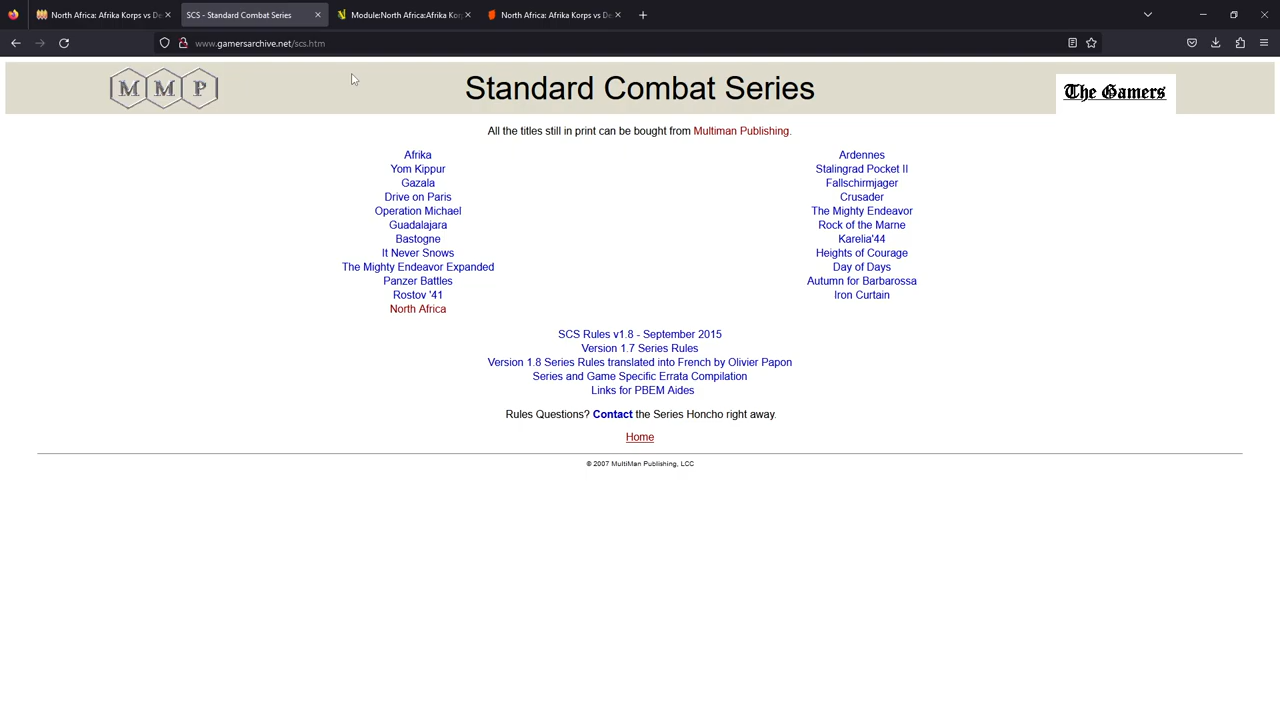 North Africa: Afrika Korps vs De
SCS - Standard Combat Series
Module:North Africa:Afrika Kor
North Africa: Afrika Korps vs De
www.gamersarchive.net/scs.htm
MMP
Standard Combat Series
The Gamers
All the titles still in print can be bought from Multiman Publishing.
Afrika
Ardennes
Yom Kippur
Stalingrad Pocket II
Gazala
Fallschirmjager
Drive on Paris
Crusader
Operation Michael
The Mighty Endeavor
Guadalajara
Rock of the Marne
Bastogne
Karelia'44
It Never Snows
Heights of Courage
The Mighty Endeavor Expanded
Day of Days
Panzer Battles
Autumn for Barbarossa
Rostov '41
Iron Curtain
North Africa
SCS Rules v1.8 - September 2015
Version 1.7 Series Rules
Version 1.8 Series Rules translated into French by Olivier Papon
Series and Game Specific Errata Compilation
Links for PBEM Aides
Rules Questions? Contact the Series Honcho right away.
Home
© 2007 MultiMan Publishing, LCC